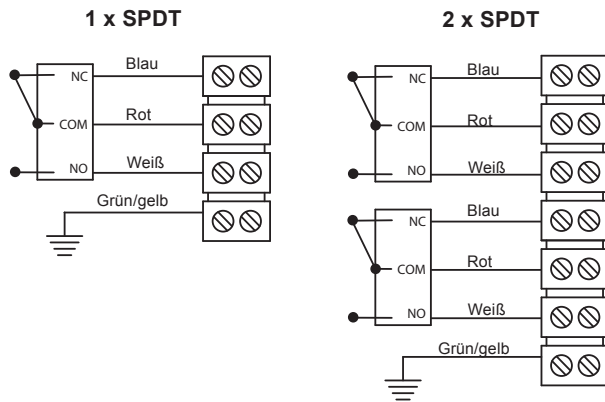 1 x SPDT
NC Blau
COM Rot
NO Weiß
Grün/gelb
2 x SPDT
NC Blau
COM Rot
NO Weiß
NC Blau
COM Rot
NO Weiß
Grün/gelb